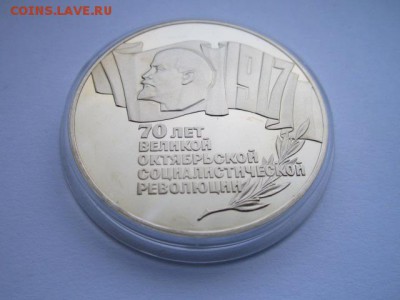 COINS.LAVE.RU
1917
70 ЛЕТ
ВЕЛИКОЙ
ОКТЯБРЬСКОЙ
СОЦИАЛИСТИЧЕСКОЙ
РЕВОЛЮЦИИ